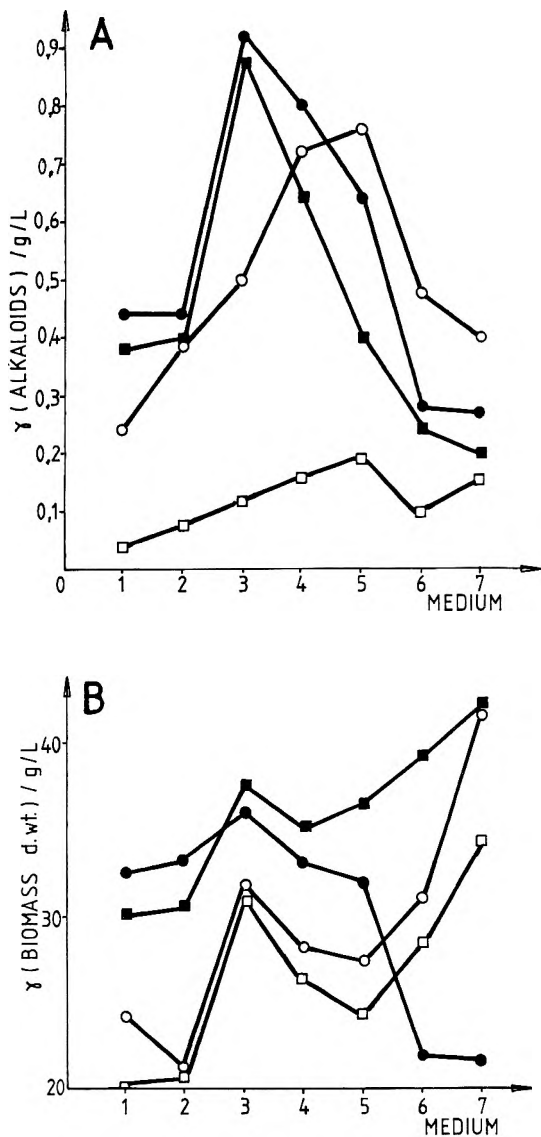 A
0,9
0,8
0,7
0,6
0,5
0,4
0,3
0,2
0,1
0
γ (ALKALOIDS) / g/L
1 2 3 4 5 6 7
MEDIUM
B
40
30
20
γ (BIOMASS d.wt.) / g/L
1 2 3 4 5 6 7
MEDIUM